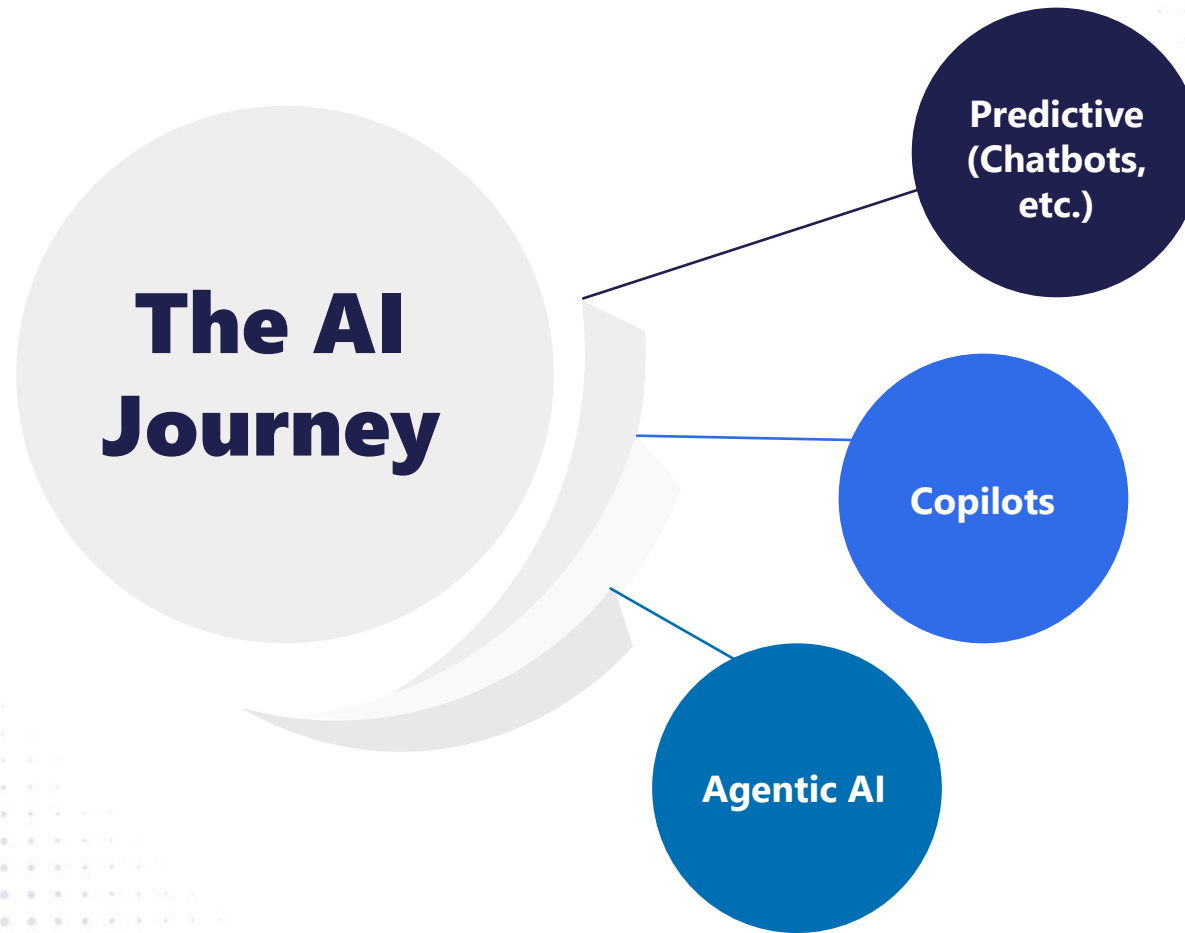 The AI
Journey
Predictive
(Chatbots,
etc.)
Copilots
Agentic AI